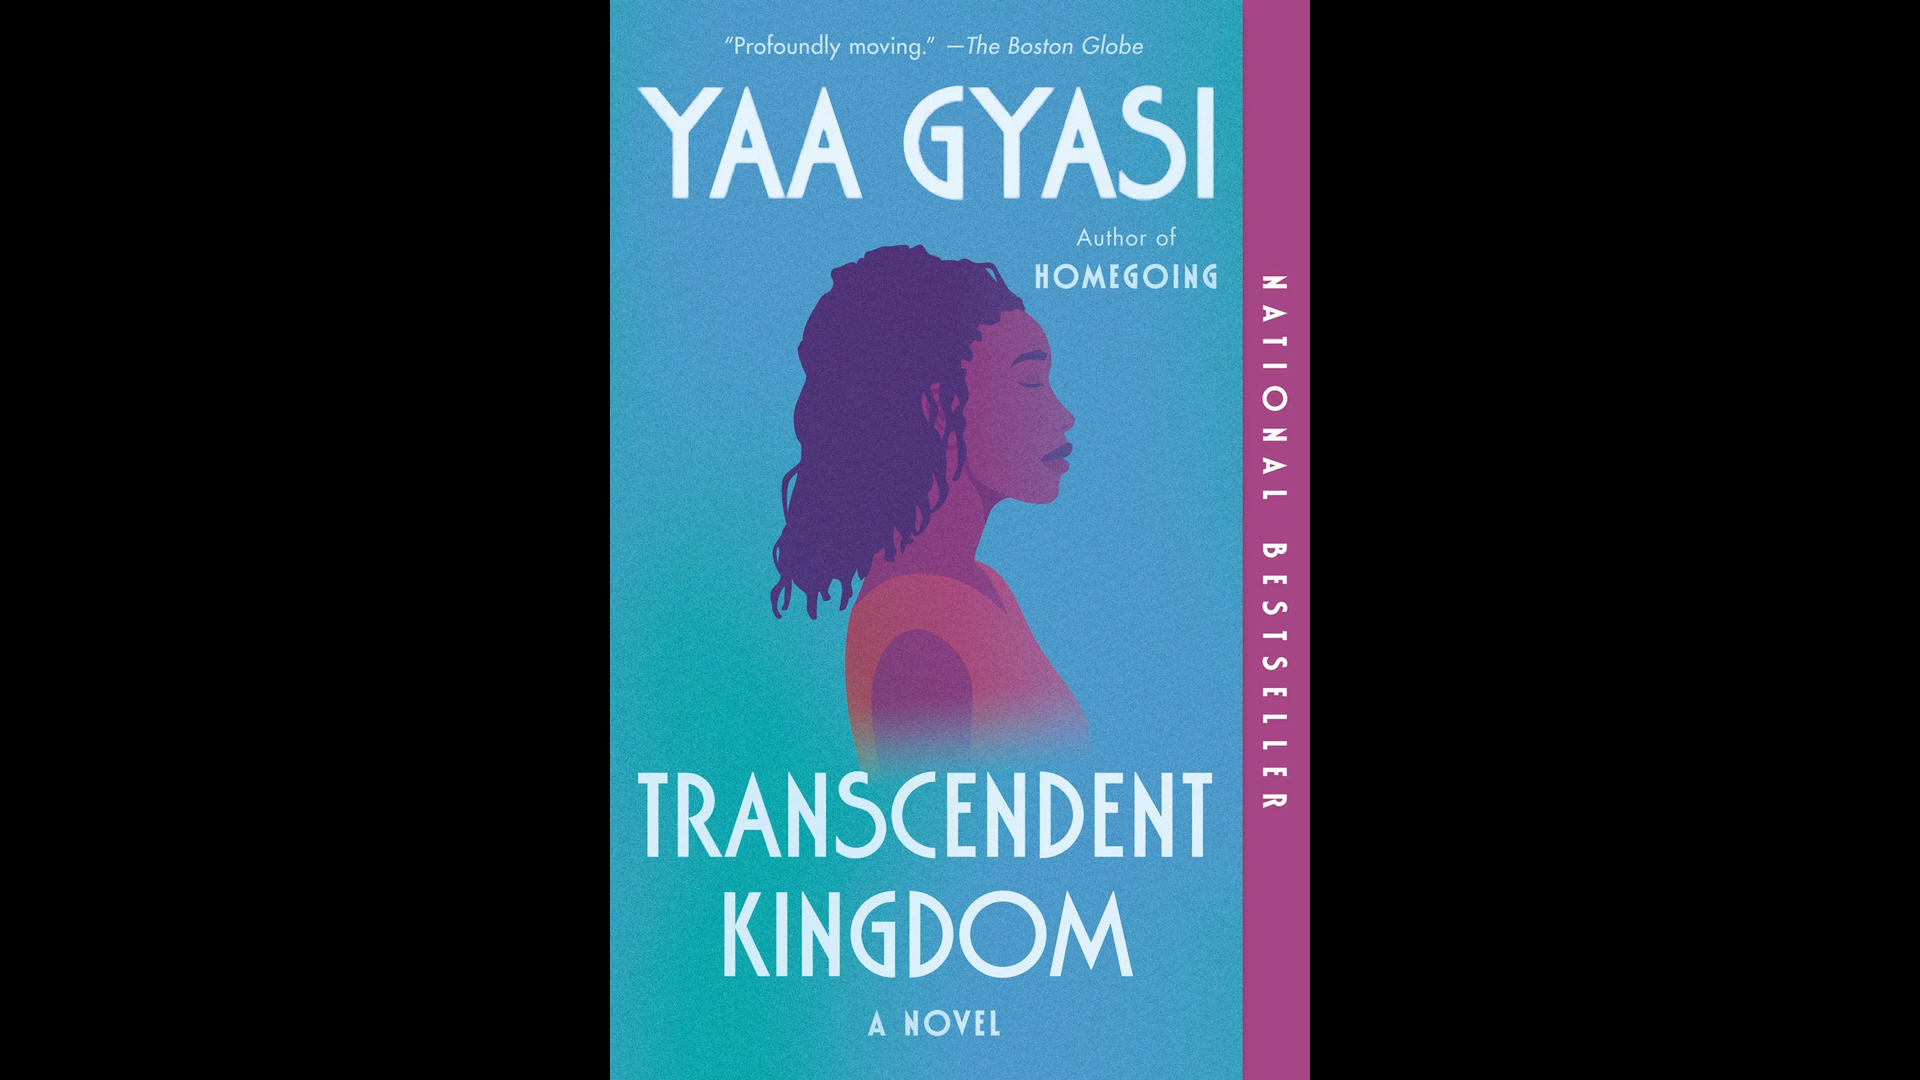 “Profoundly moving.” —The Boston Globe
YAA GYASI
Author of
HOMEGOING
TRANSCENDENT
KINGDOM
A NOVEL
NATIONAL BESTSELLER